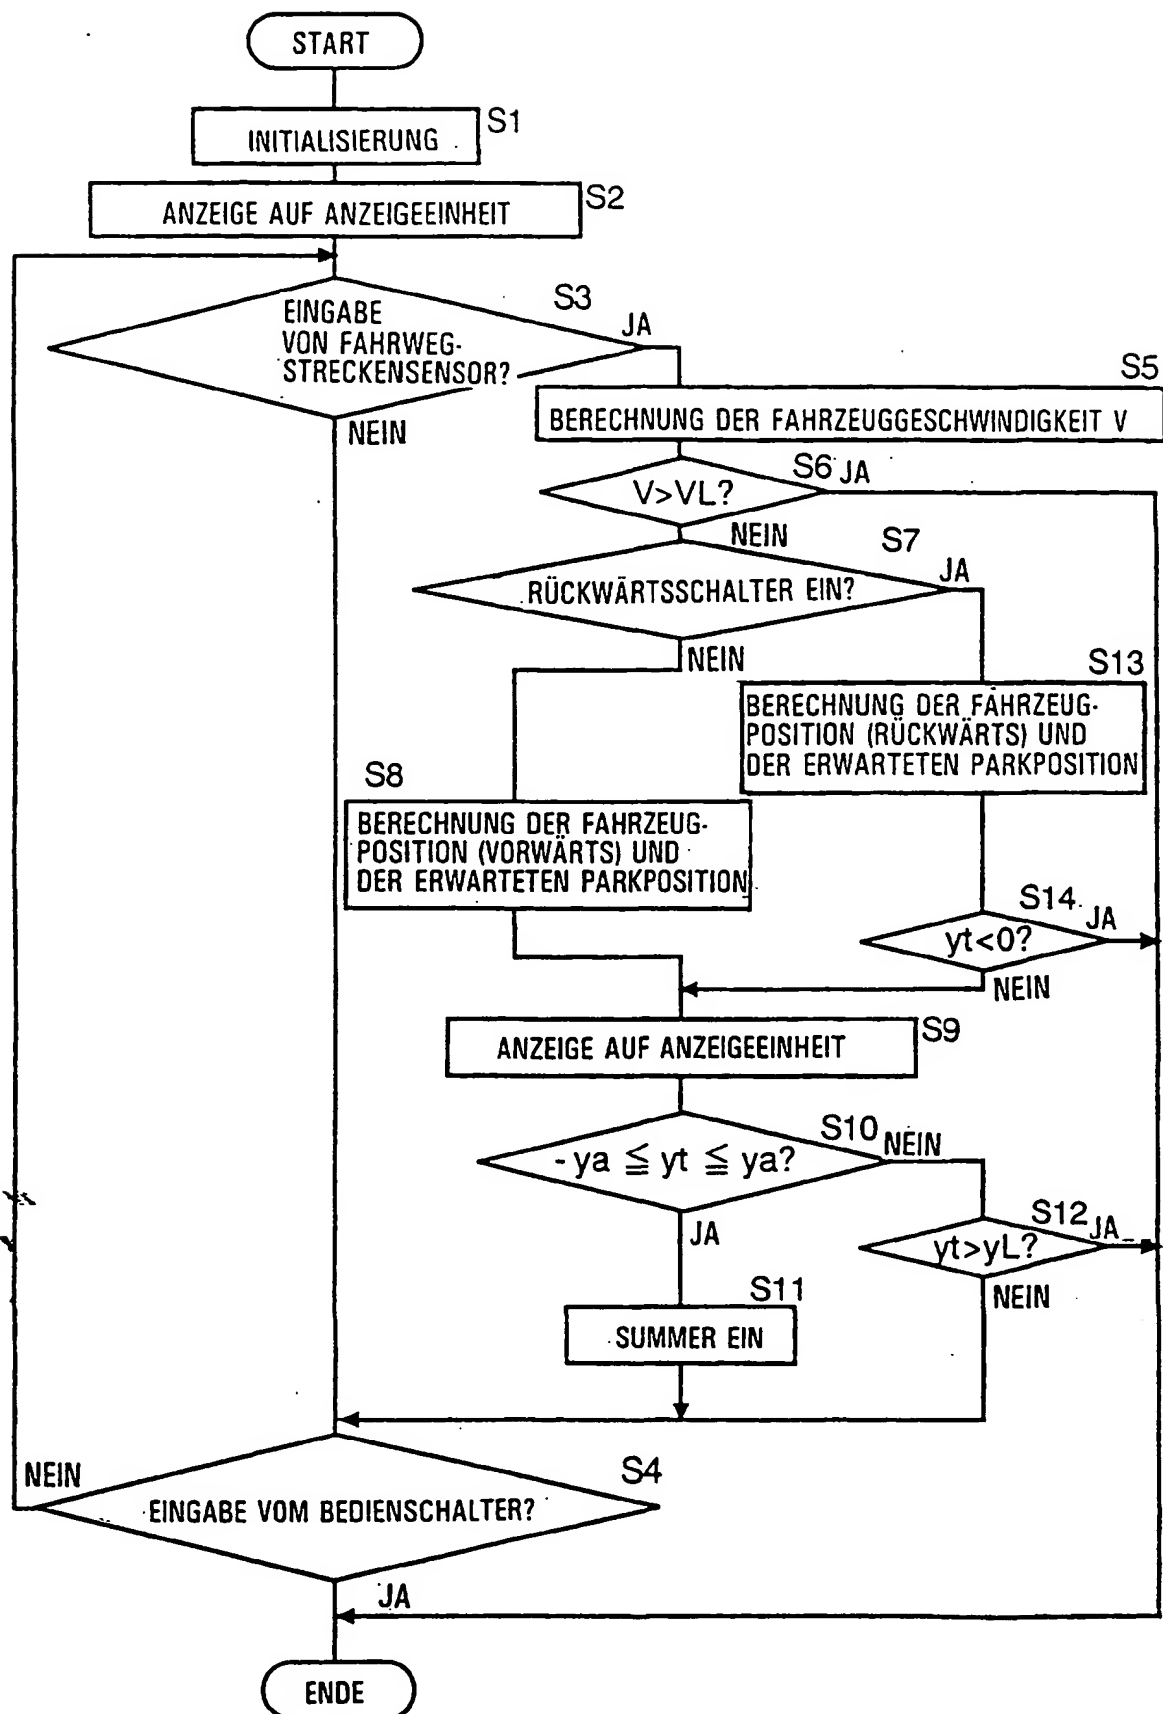 START
S1
INITIALISIERUNG
S2
ANZEIGE AUF ANZEIGEEINHEIT
S3
EINGABE
VON FAHRWEG-
STRECKENSENSOR?
JA
NEIN
S5
BERECHNUNG DER FAHRZEUGGESCHWINDIGKEIT V
S6
V>VL?
JA
NEIN
S7
RÜCKWÄRTSSCHALTER EIN?
JA
NEIN
S13
BERECHNUNG DER FAHRZEUG-
POSITION (RÜCKWÄRTS) UND
DER ERWARTETEN PARKPOSITION
S8
BERECHNUNG DER FAHRZEUG-
POSITION (VORWÄRTS) UND
DER ERWARTETEN PARKPOSITION
S14
yt<0?
JA
NEIN
S9
ANZEIGE AUF ANZEIGEEINHEIT
S10
-ya ≦ yt ≦ ya?
NEIN
JA
S12
yt>yL?
JA
NEIN
S11
SUMMER EIN
S4
EINGABE VOM BEDIENSCHALTER?
NEIN
JA
ENDE